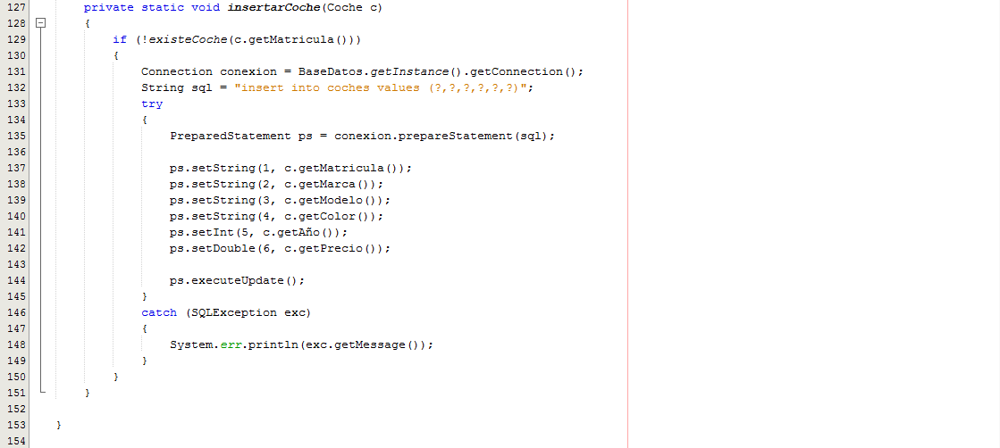 127 private static void insertarCoche(Coche c)
128 {
129 if (!existeCoche(c.getMatricula()))
130 {
131 Connection conexion = BaseDatos.getInstance().getConnection();
132 String sql = "insert into coches values (?,?,?,?,?,?)";
133 try
134 {
135 PreparedStatement ps = conexion.prepareStatement(sql);
136
137 ps.setString(1, c.getMatricula());
138 ps.setString(2, c.getMarca());
139 ps.setString(3, c.getModelo());
140 ps.setString(4, c.getColor());
141 ps.setInt(5, c.getAño());
142 ps.setDouble(6, c.getPrecio());
143
144 ps.executeUpdate();
145 }
146 catch (SQLException exc)
147 {
148 System.err.println(exc.getMessage());
149 }
150 }
151 }
152
153 }
154